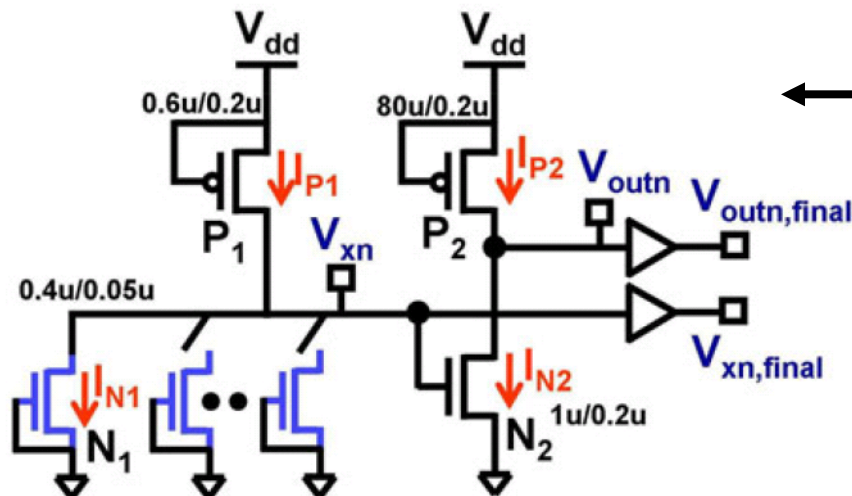 Vdd
Vdd
0.6u/0.2u
80u/0.2u
IP1
IP2
Voutn
Voutn,final
P1
Vxn
P2
0.4u/0.05u
Vxn,final
IN1
IN2
N1
N2
1u/0.2u